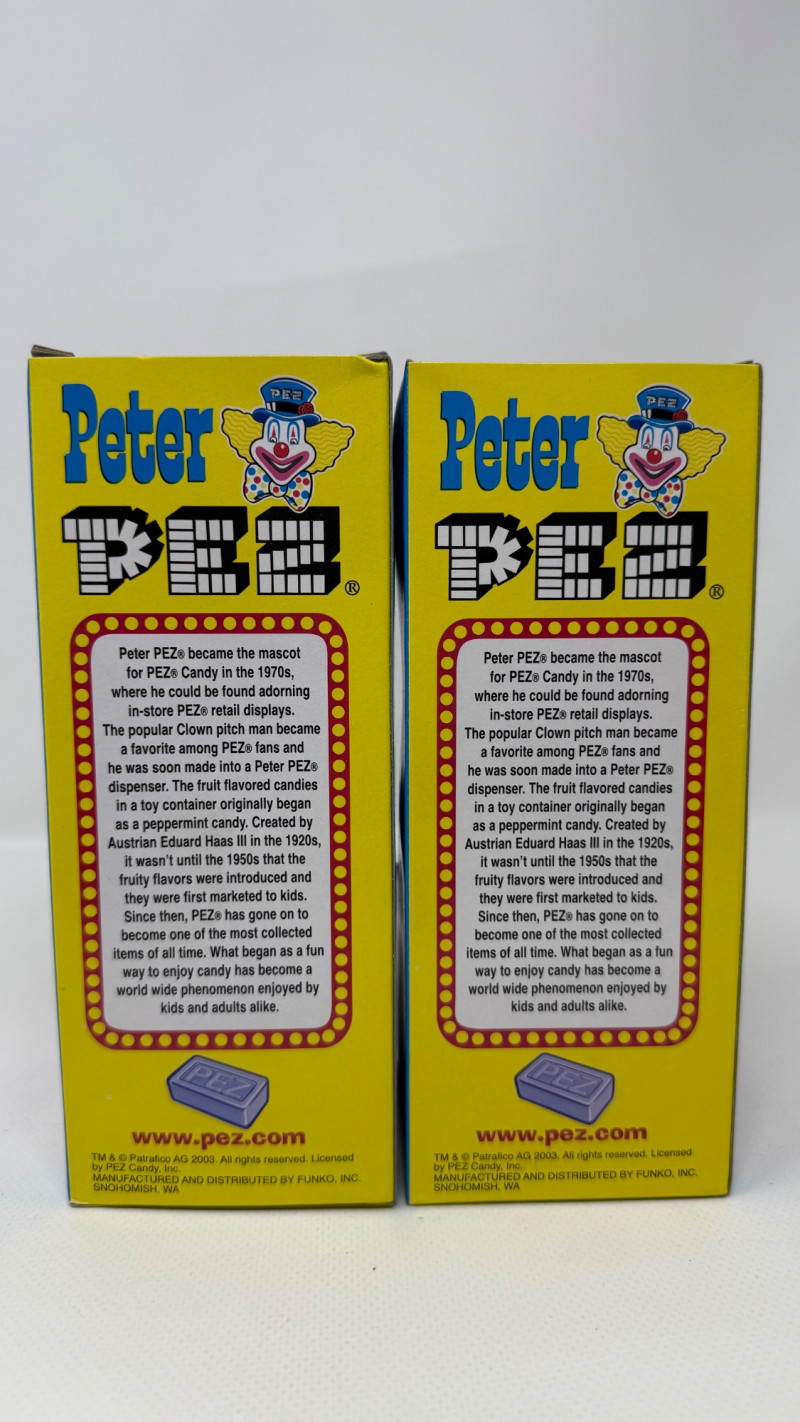 Peter
PEZ
PEZ®
Peter PEZ® became the mascot
for PEZ® Candy in the 1970s,
where he could be found adorning
in-store PEZ® retail displays.
The popular Clown pitch man became
a favorite among PEZ® fans and
he was soon made into a Peter PEZ®
dispenser. The fruit flavored candies
in a toy container originally began
as a peppermint candy. Created by
Austrian Eduard Haas III in the 1920s,
it wasn't until the 1950s that the
fruity flavors were introduced and
they were first marketed to kids.
Since then, PEZ® has gone on to
become one of the most collected
items of all time. What began as a fun
way to enjoy candy has become a
world wide phenomenon enjoyed by
kids and adults alike.
PEZ
www.pez.com
TM & © Patrafico AG 2003. All rights reserved. Licensed
by PEZ Candy, Inc.
MANUFACTURED AND DISTRIBUTED BY FUNKO, INC.
SNOHOMISH, WA
Peter
PEZ
PEZ®
Peter PEZ® became the mascot
for PEZ® Candy in the 1970s,
where he could be found adorning
in-store PEZ® retail displays.
The popular Clown pitch man became
a favorite among PEZ® fans and
he was soon made into a Peter PEZ®
dispenser. The fruit flavored candies
in a toy container originally began
as a peppermint candy. Created by
Austrian Eduard Haas III in the 1920s,
it wasn't until the 1950s that the
fruity flavors were introduced and
they were first marketed to kids.
Since then, PEZ® has gone on to
become one of the most collected
items of all time. What began as a fun
way to enjoy candy has become a
world wide phenomenon enjoyed by
kids and adults alike.
PEZ
www.pez.com
TM & © Patrafico AG 2003. All rights reserved. Licensed
by PEZ Candy, Inc.
MANUFACTURED AND DISTRIBUTED BY FUNKO, INC.
SNOHOMISH, WA